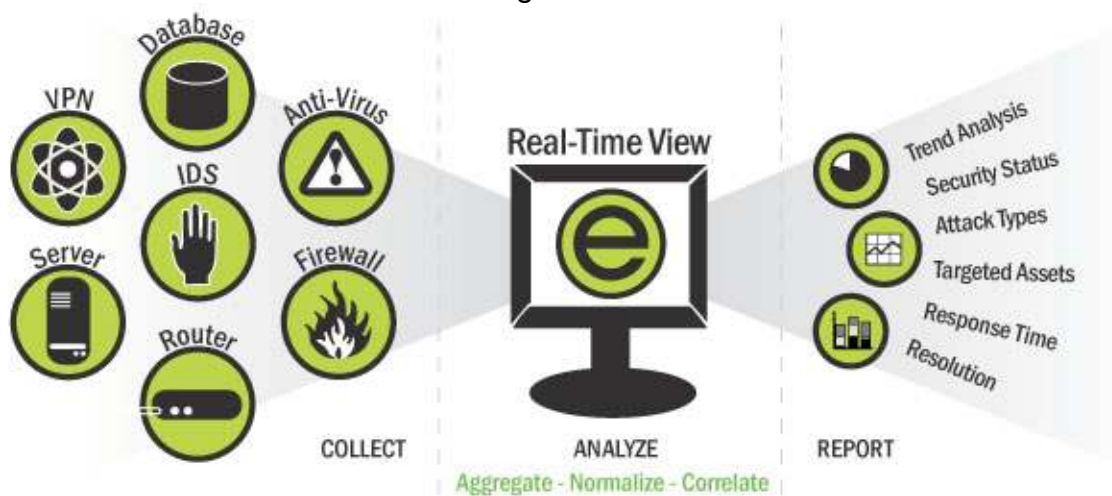 Database
VPN
Anti-Virus
IDS
Server
Firewall
Router
COLLECT
Real-Time View
e
ANALYZE
Aggregate - Normalize - Correlate
Trend Analysis
Security Status
Attack Types
Targeted Assets
Response Time
Resolution
REPORT